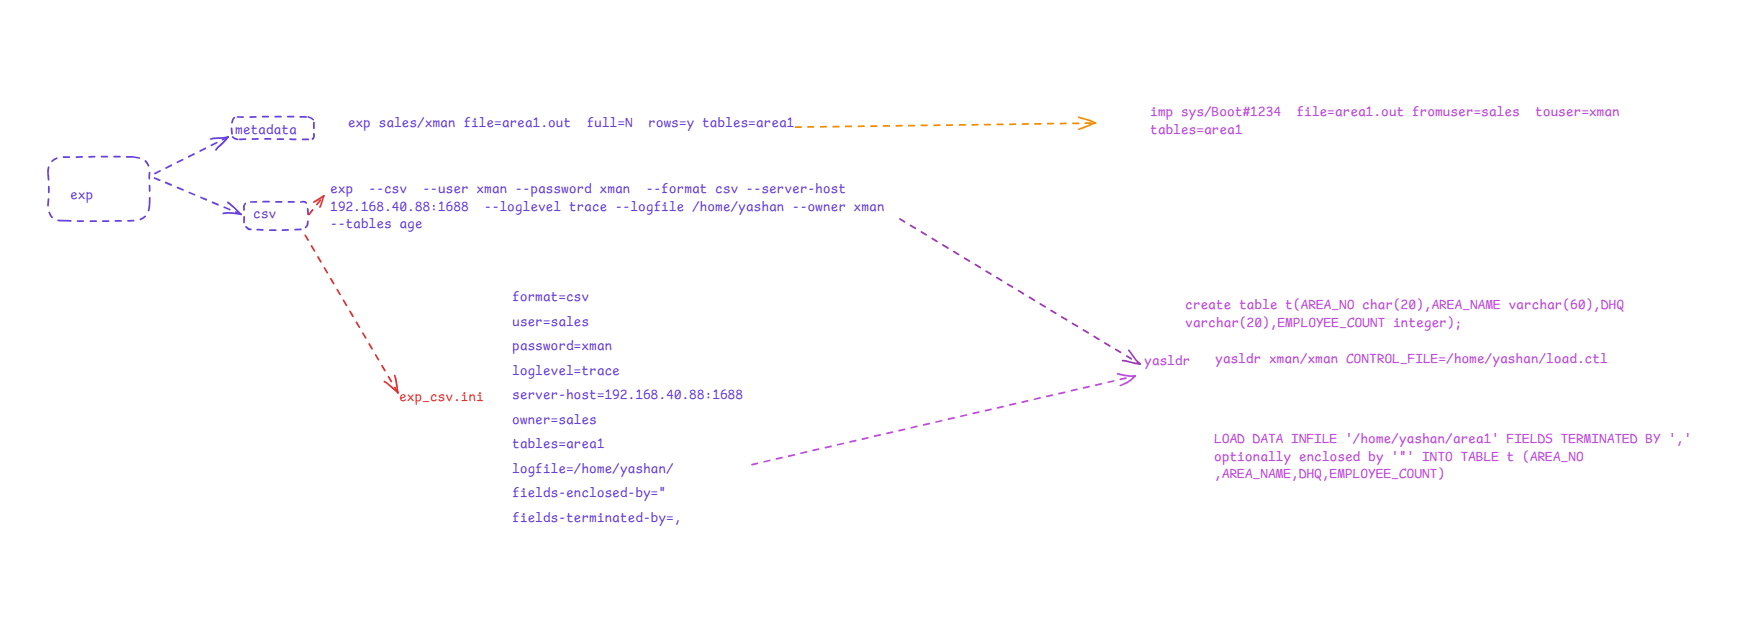 exp
metadata
csv
exp sales/xman file=area1.out  full=N  rows=y tables=area1
imp sys/Boot#1234  file=area1.out fromuser=sales  touser=xman
tables=area1
exp  --csv  --user xman --password xman  --format csv --server-host
192.168.40.88:1688  --loglevel trace --logfile /home/yashan --owner xman
--tables age
exp_csv.ini
format=csv
user=sales
password=xman
loglevel=trace
server-host=192.168.40.88:1688
owner=sales
tables=area1
logfile=/home/yashan/
fields-enclosed-by="
fields-terminated-by=,
yasldr
create table t(AREA_NO char(20),AREA_NAME varchar(60),DHQ
varchar(20),EMPLOYEE_COUNT integer);
yasldr xman/xman CONTROL_FILE=/home/yashan/load.ctl
LOAD DATA INFILE '/home/yashan/area1' FIELDS TERMINATED BY ','
optionally enclosed by '"' INTO TABLE t (AREA_NO
,AREA_NAME,DHQ,EMPLOYEE_COUNT)